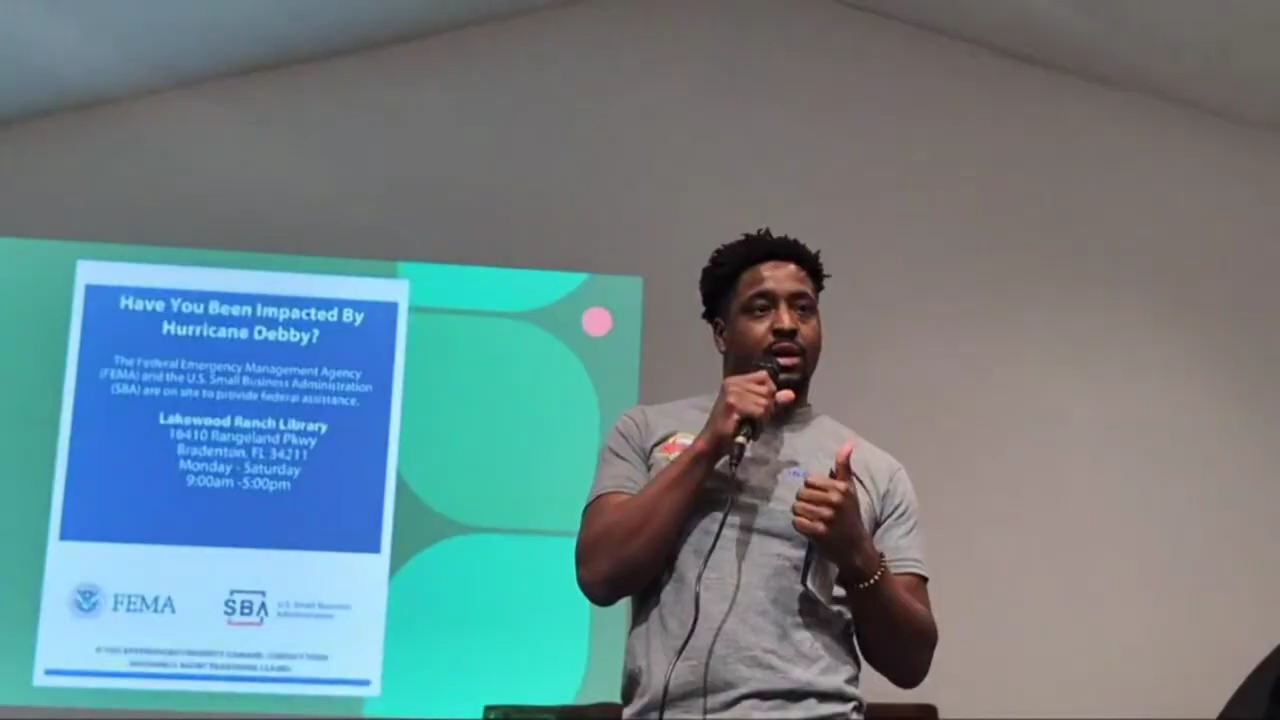 Have You Been Impacted By
Hurricane Debby?
The Federal Emergency Management Agency
(FEMA) and the U.S. Small Business Administration
(SBA) are on site to provide federal assistance.
Lakewood Ranch Library
16410 Rangeland Pkwy
Bradenton, FL 34211
Monday - Saturday
9:00am -5:00pm
FEMA
SBA
U.S. Small Business
Administration